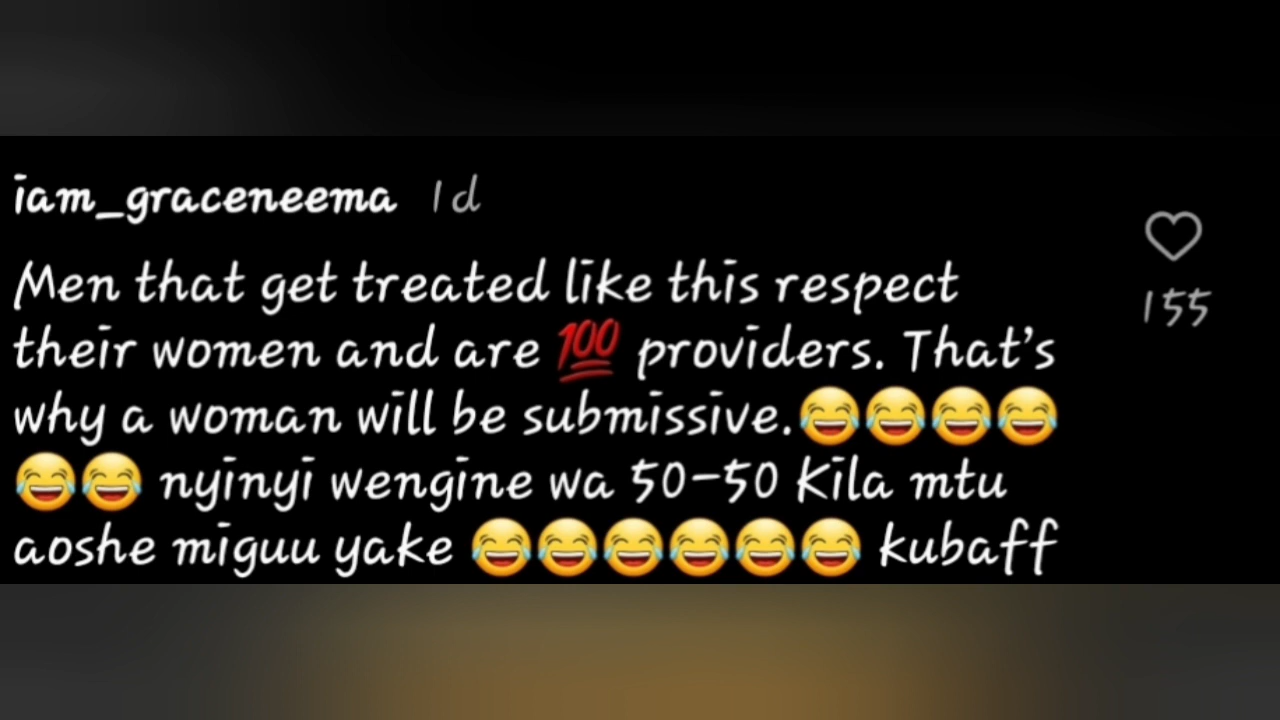 iam_graceneema 1d
Men that get treated like this respect
their women and are 💯 providers. That's
why a woman will be submissive.😂😂😂😂
😂😂 nyinyi wengine wa 50-50 Kila mtu
aoshe miguu yake 😂😂😂😂😂😂 kubaff
155